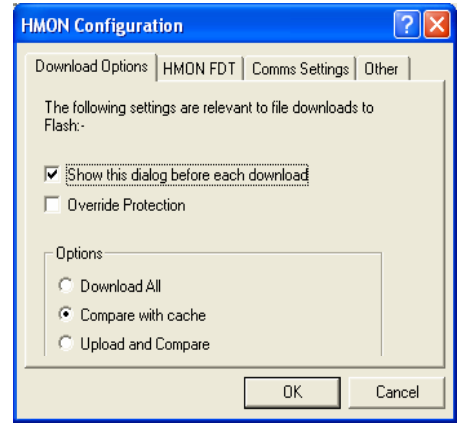 HMON Configuration
Download Options HMON FDT Comms Settings Other
The following settings are relevant to file downloads to
Flash:-
Show this dialog before each download
Override Protection
Options
Download All
Compare with cache
Upload and Compare
OK Cancel